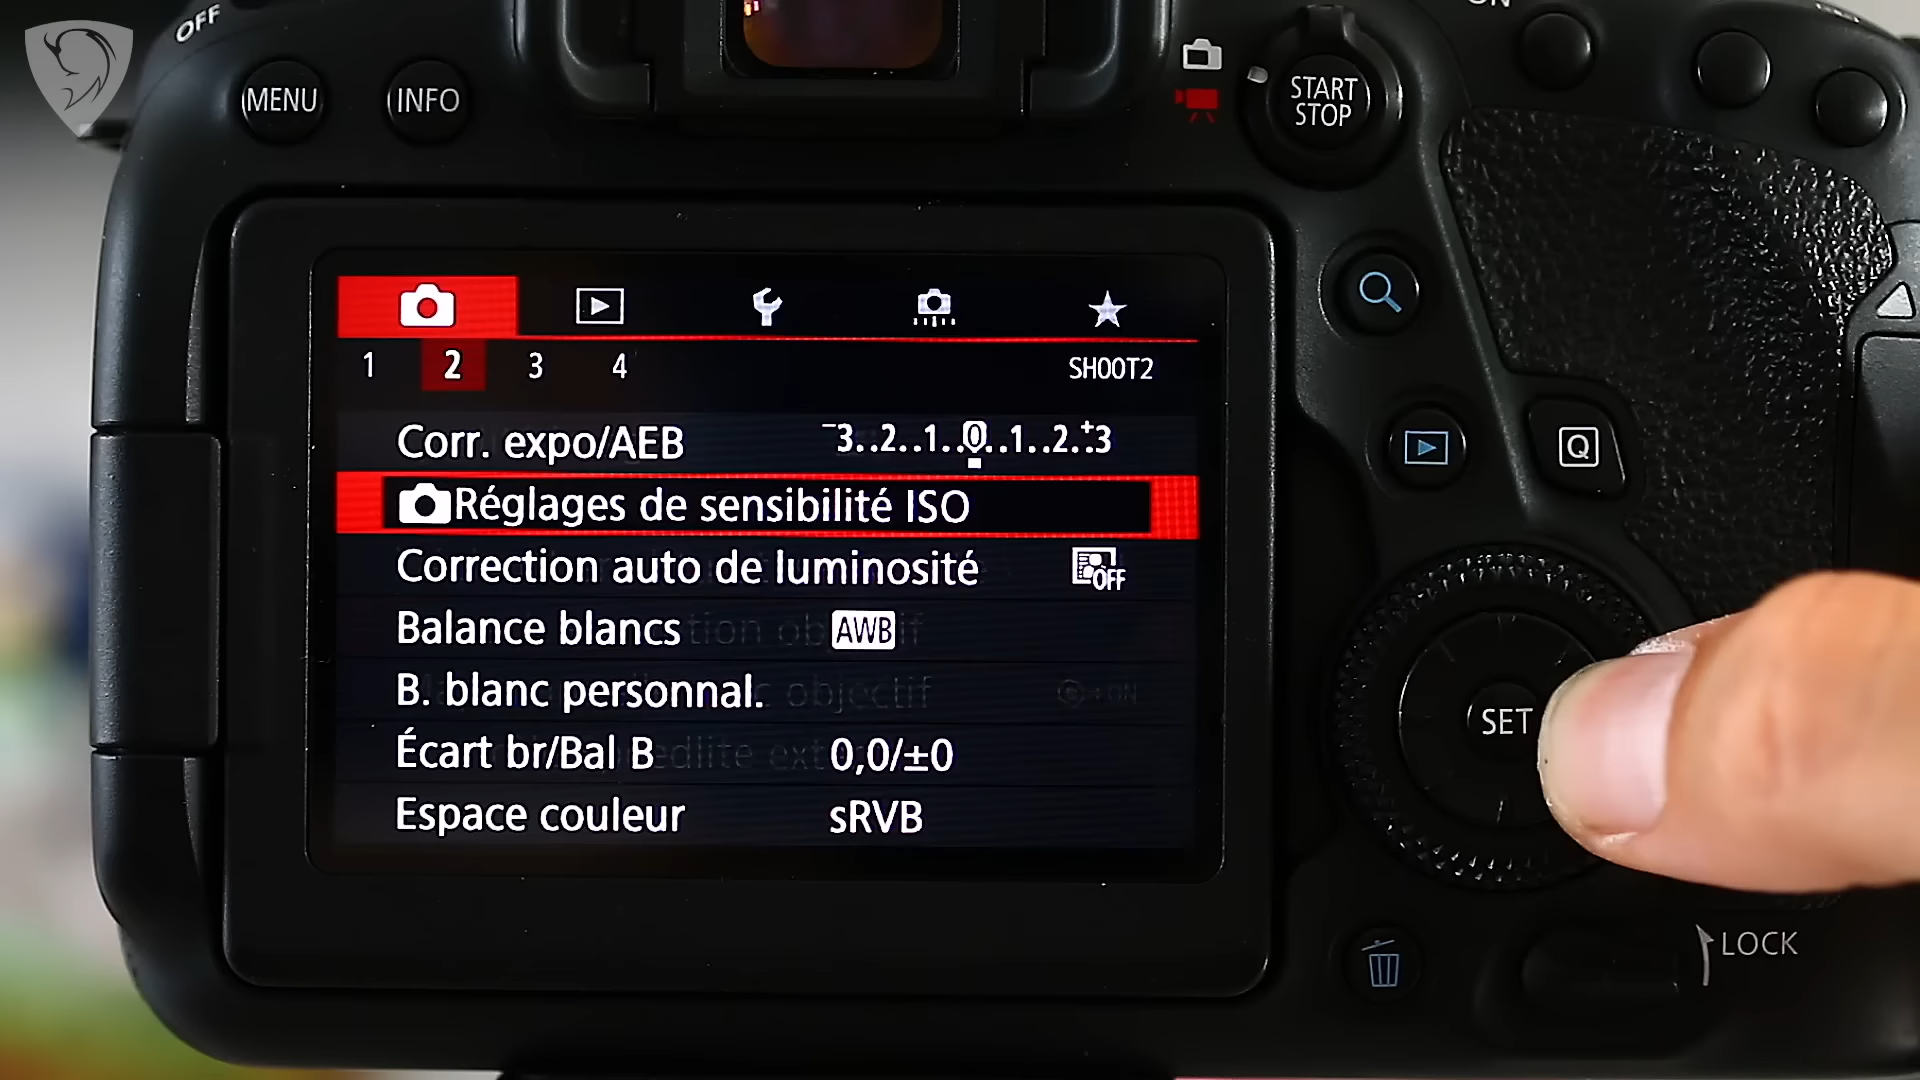 OFF
MENU
INFO
START
STOP
1 2 3 4 SHOOT2
Corr. expo/AEB -3..2..1..0..1..2.+3
Réglages de sensibilité ISO
Correction auto de luminosité OFF
Balance blancs AWB
B. blanc personnal.
Écart br/Bal B 0,0/±0
Espace couleur sRVB
Q
SET
LOCK